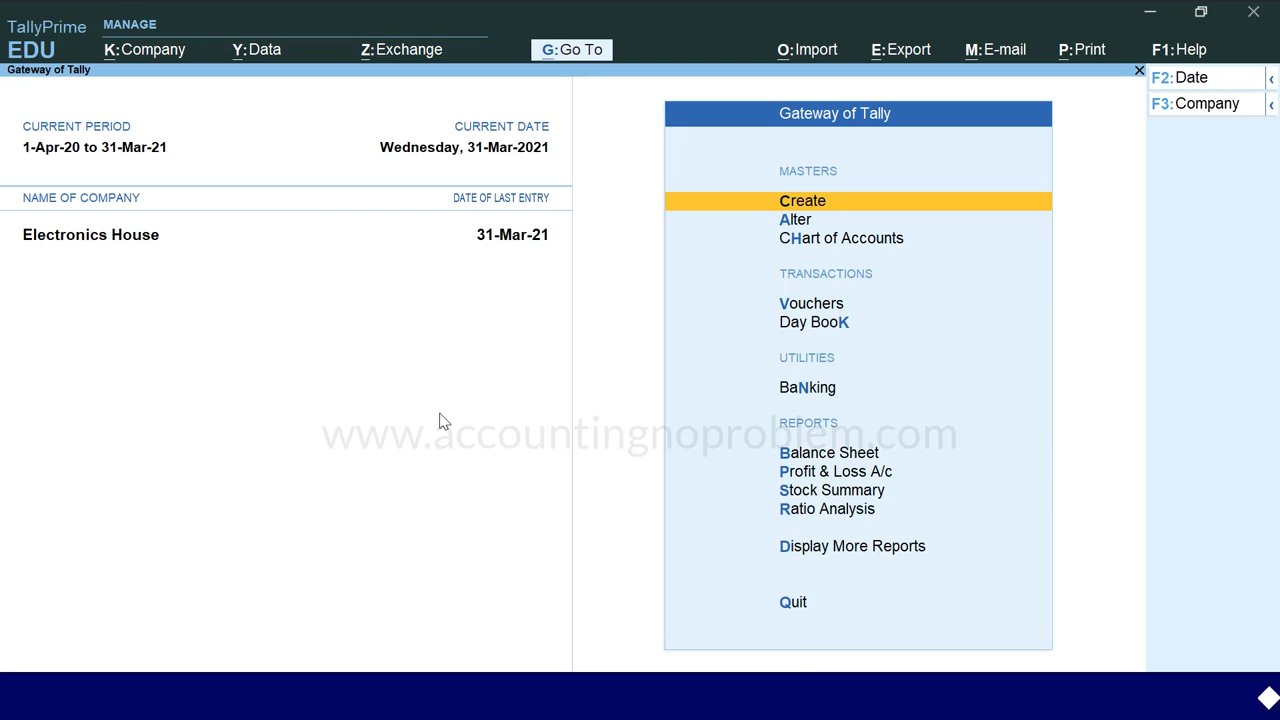 TallyPrime
EDU
MANAGE
K:Company Y:Data Z:Exchange G:Go To O:Import E:Export M:E-mail P:Print F1:Help
Gateway of Tally
F2:Date
F3:Company
CURRENT PERIOD CURRENT DATE
1-Apr-20 to 31-Mar-21 Wednesday, 31-Mar-2021
NAME OF COMPANY DATE OF LAST ENTRY
Electronics House 31-Mar-21
Gateway of Tally
MASTERS
Create
Alter
CHart of Accounts
TRANSACTIONS
Vouchers
Day BooK
UTILITIES
BaNking
REPORTS
Balance Sheet
Profit & Loss A/c
Stock Summary
Ratio Analysis
Display More Reports
Quit
www.accountingnoproblem.com